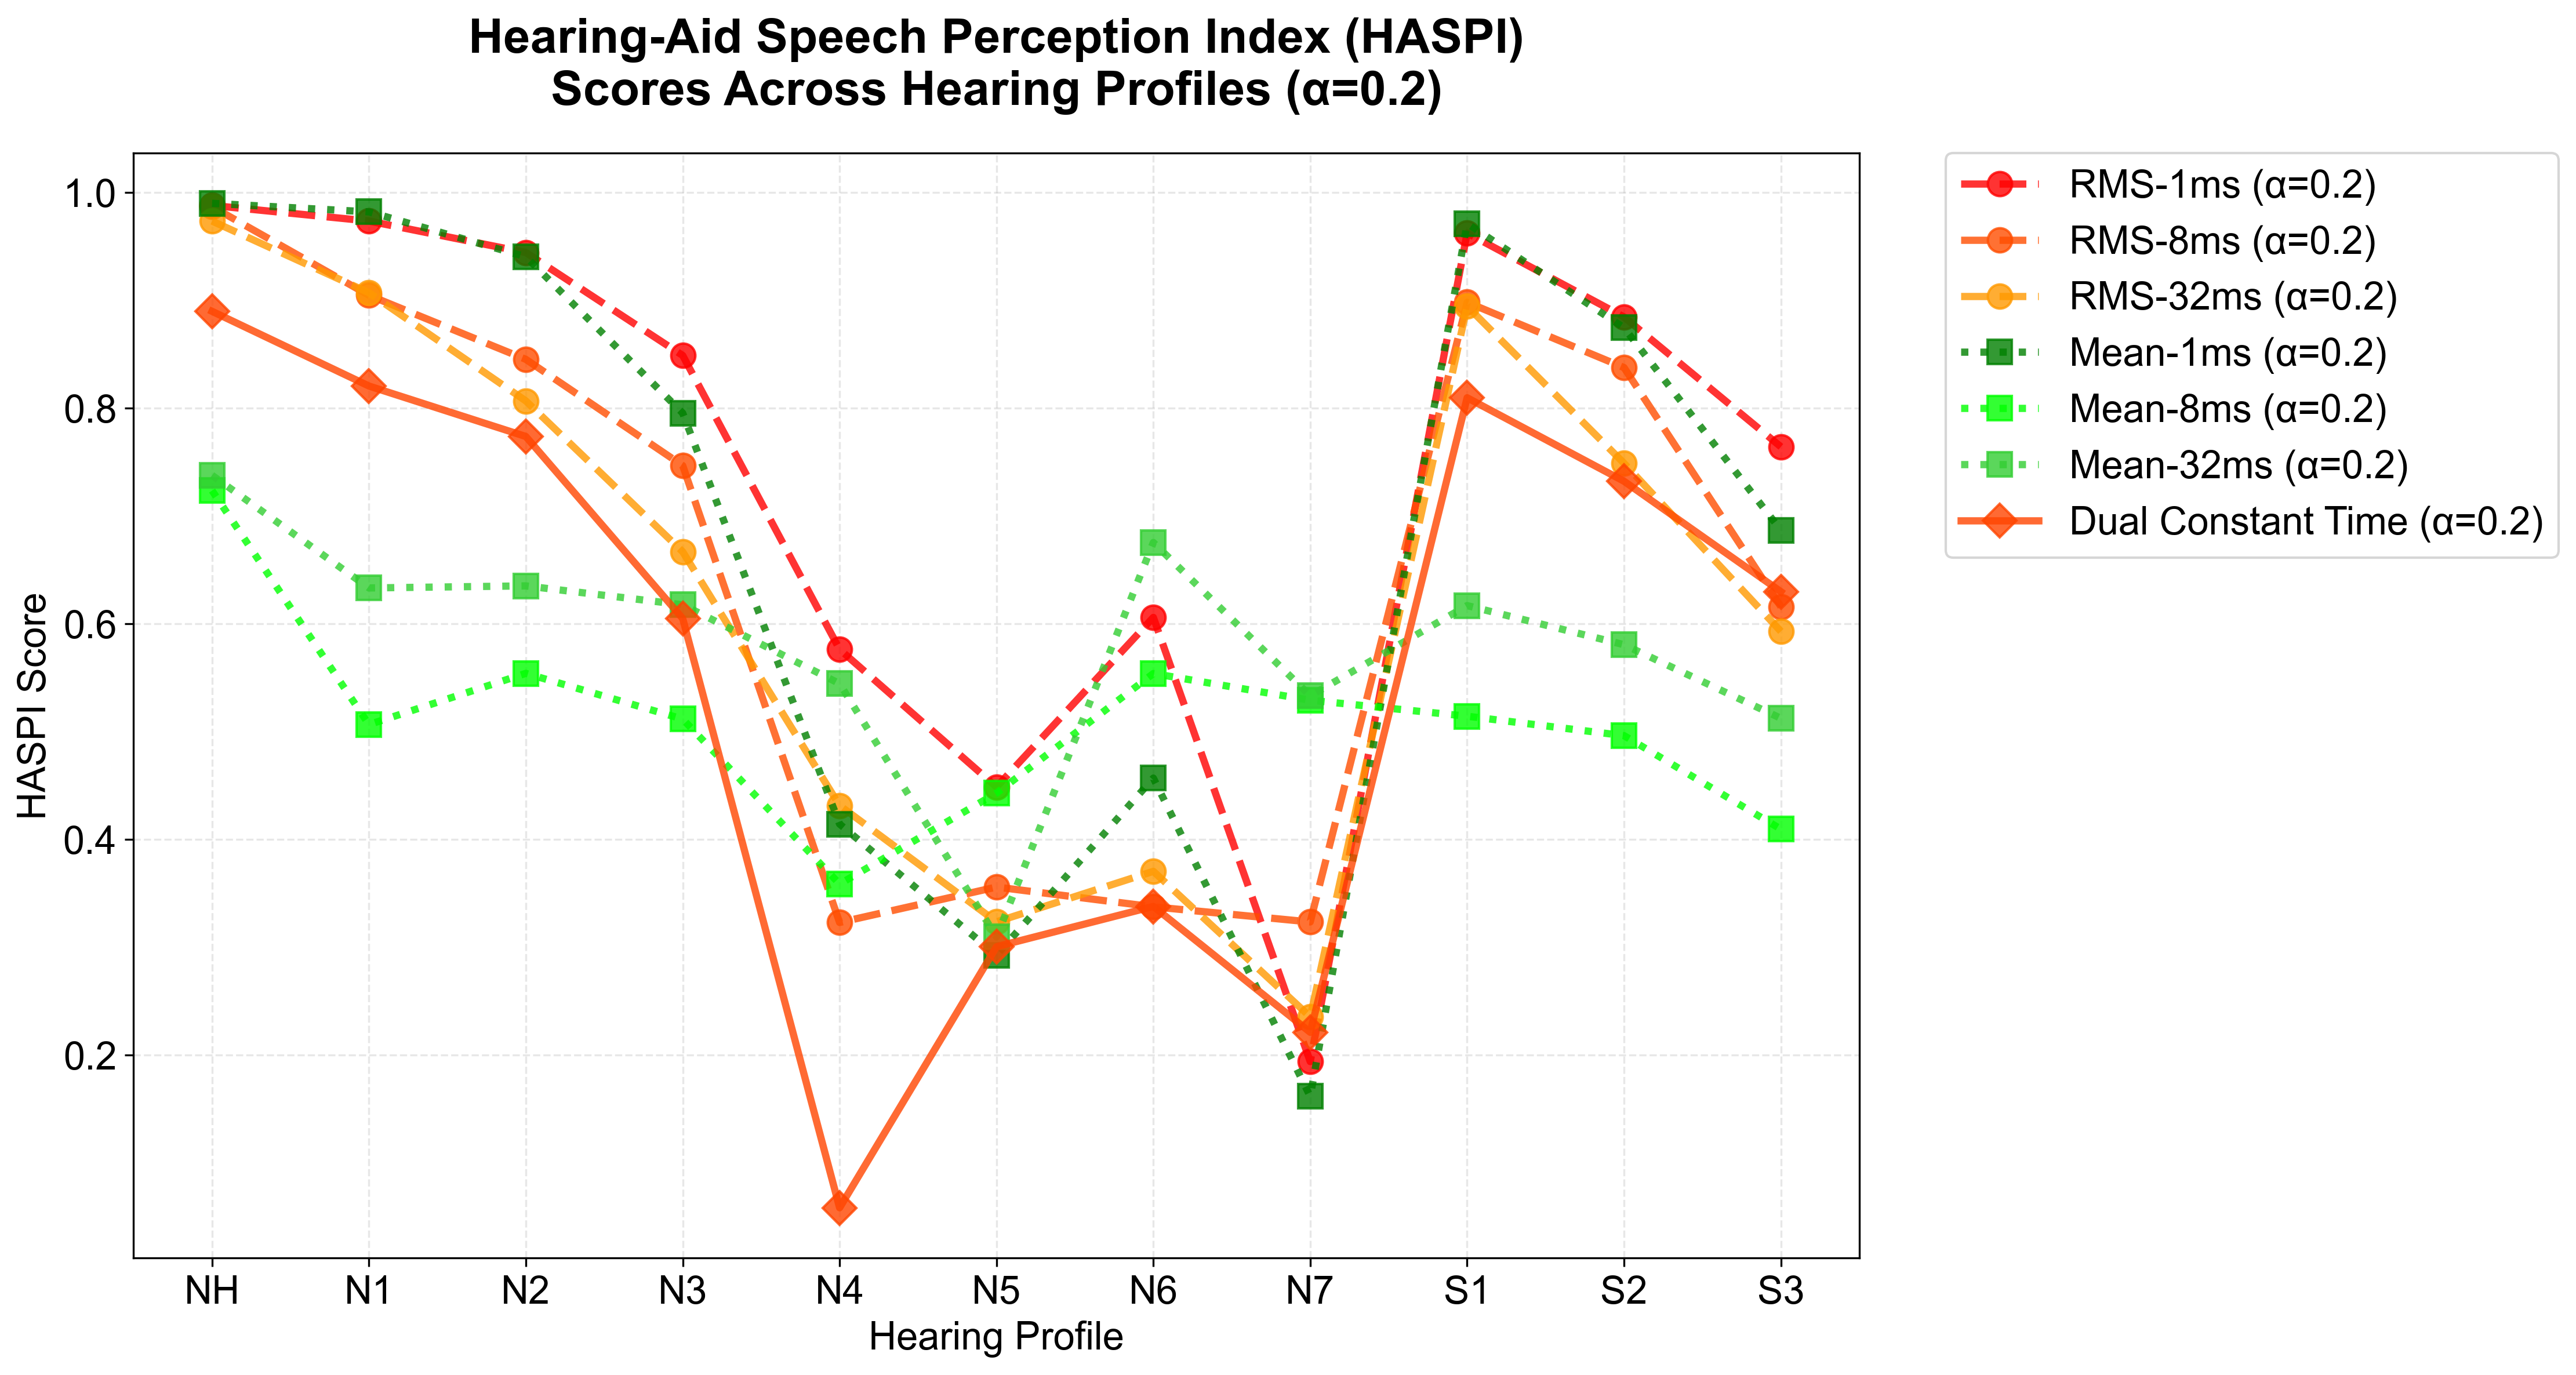 Hearing-Aid Speech Perception Index (HASPI)
Scores Across Hearing Profiles (α=0.2)
HASPI Score
1.0
0.8
0.6
0.4
0.2
NH N1 N2 N3 N4 N5 N6 N7 S1 S2 S3
Hearing Profile
RMS-1ms (α=0.2)
RMS-8ms (α=0.2)
RMS-32ms (α=0.2)
Mean-1ms (α=0.2)
Mean-8ms (α=0.2)
Mean-32ms (α=0.2)
Dual Constant Time (α=0.2)